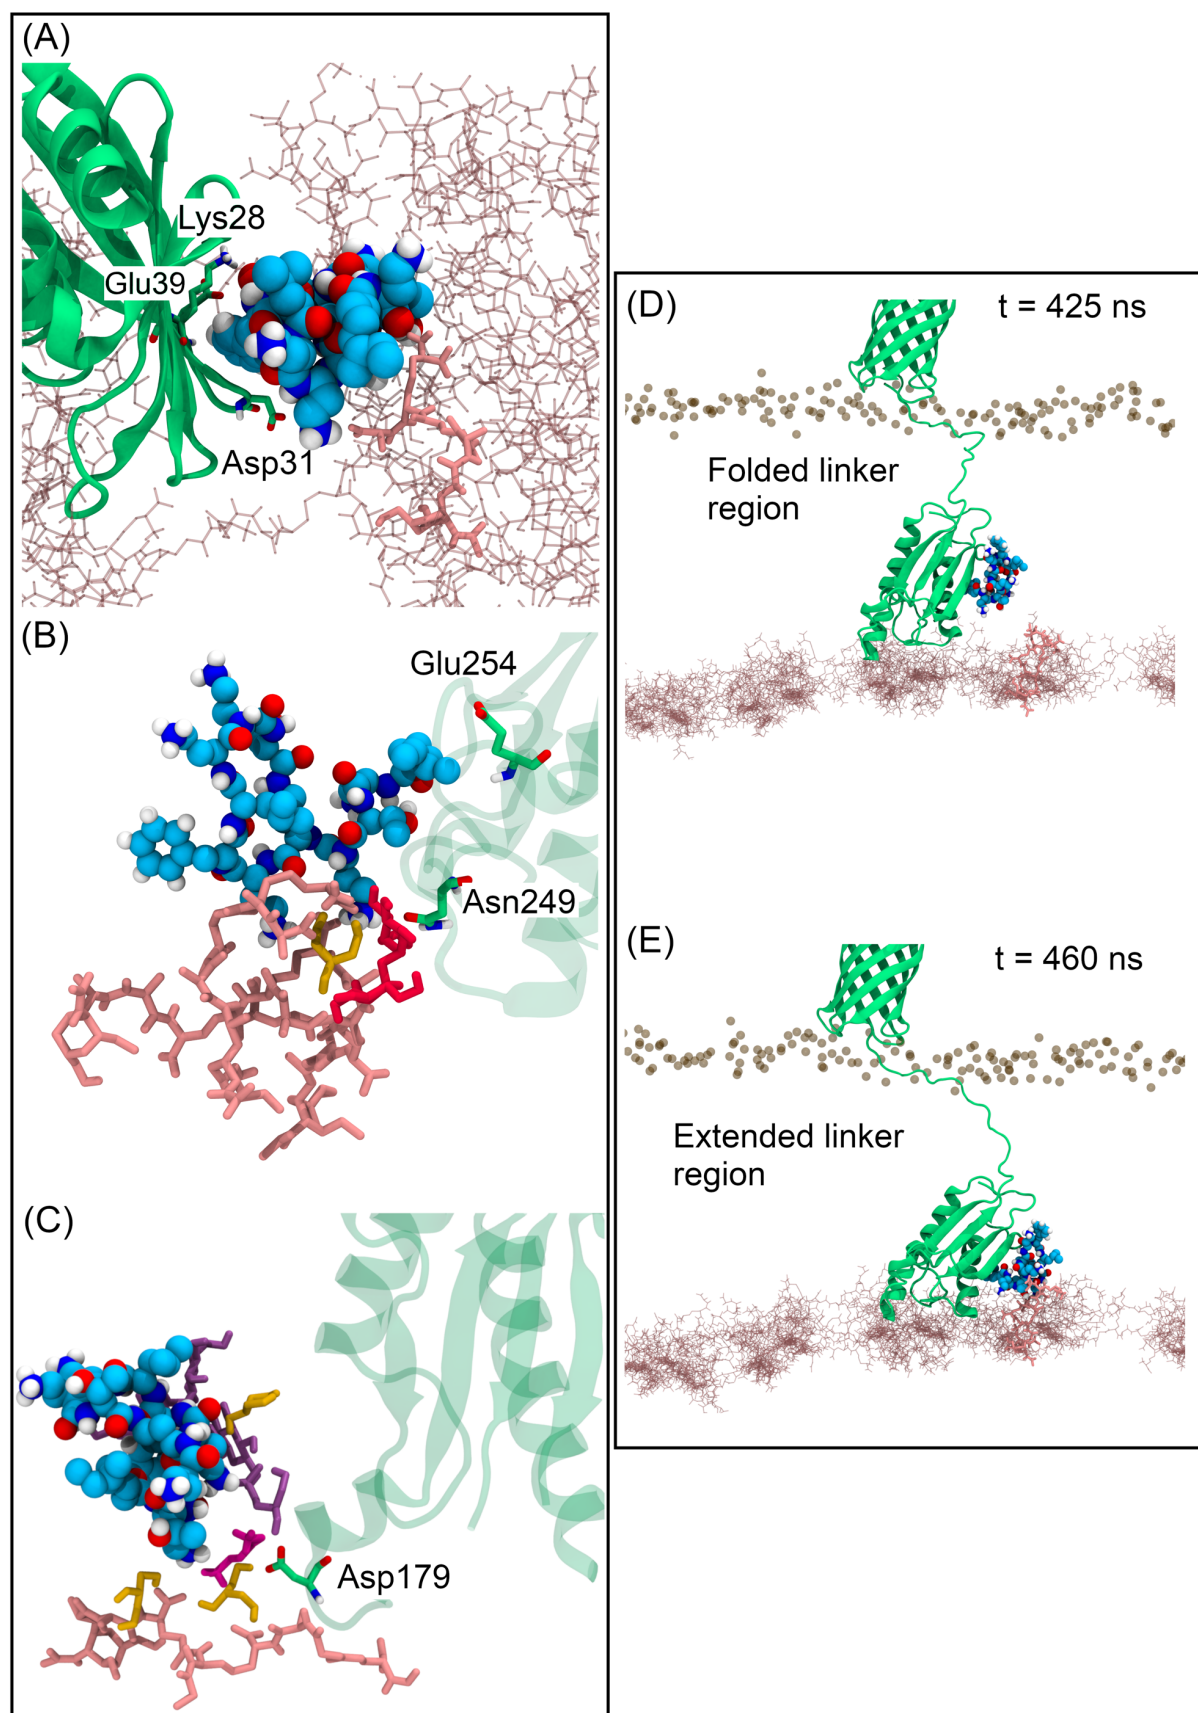 (A)
Lys28
Glu39
Asp31
(B)
Glu254
Asn249
(C)
Asp179
(D)
t = 425 ns
Folded linker
region
(E)
t = 460 ns
Extended linker
region